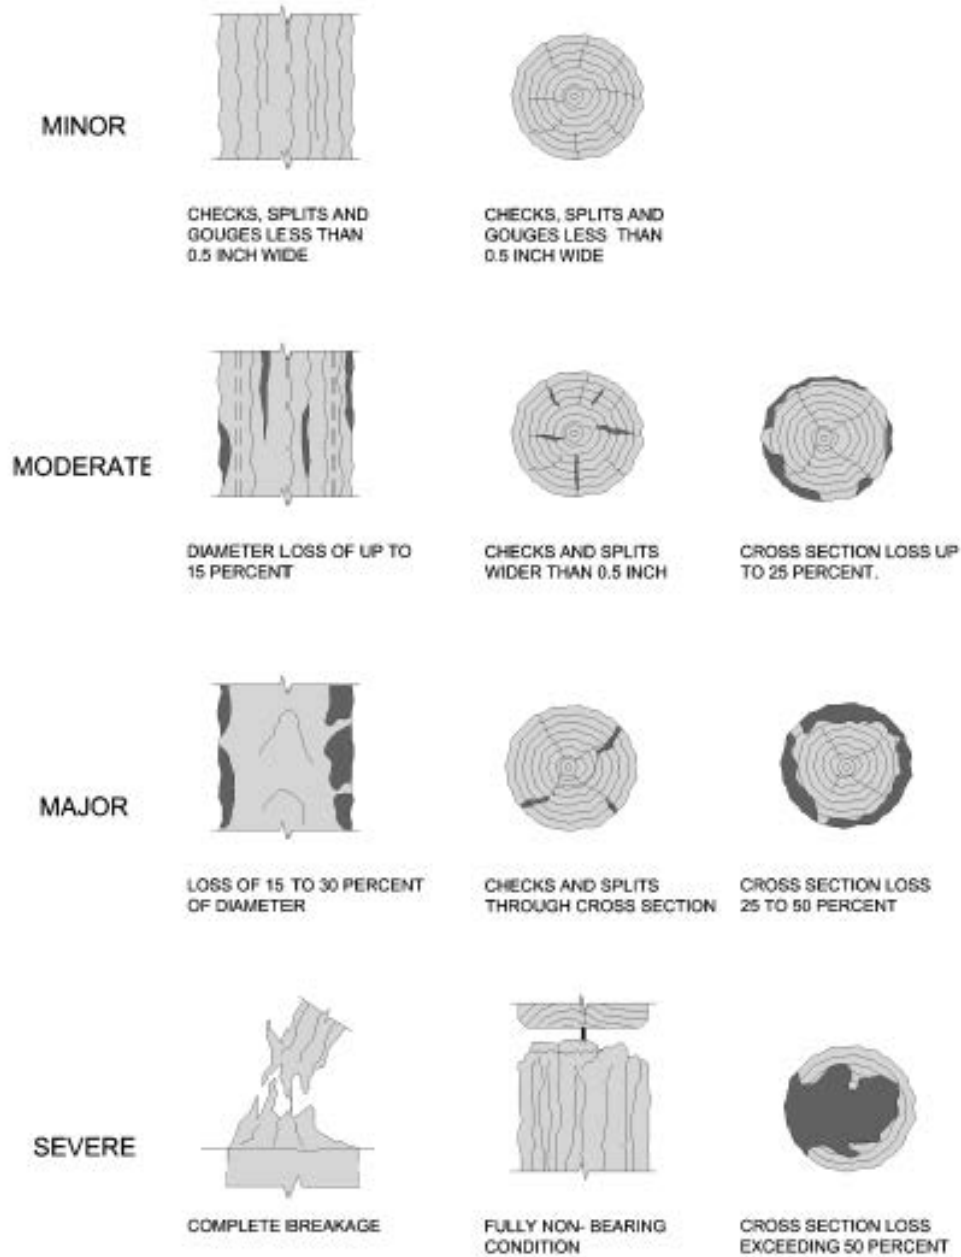 MINOR
CHECKS, SPLITS AND
GOUGES LESS THAN
0.5 INCH WIDE
CHECKS, SPLITS AND
GOUGES LESS THAN
0.5 INCH WIDE
MODERATE
DIAMETER LOSS OF UP TO
15 PERCENT
CHECKS AND SPLITS
WIDER THAN 0.5 INCH
CROSS SECTION LOSS UP
TO 25 PERCENT.
MAJOR
LOSS OF 15 TO 30 PERCENT
OF DIAMETER
CHECKS AND SPLITS
THROUGH CROSS SECTION
CROSS SECTION LOSS
25 TO 50 PERCENT
SEVERE
COMPLETE BREAKAGE
FULLY NON- BEARING
CONDITION
CROSS SECTION LOSS
EXCEEDING 50 PERCENT